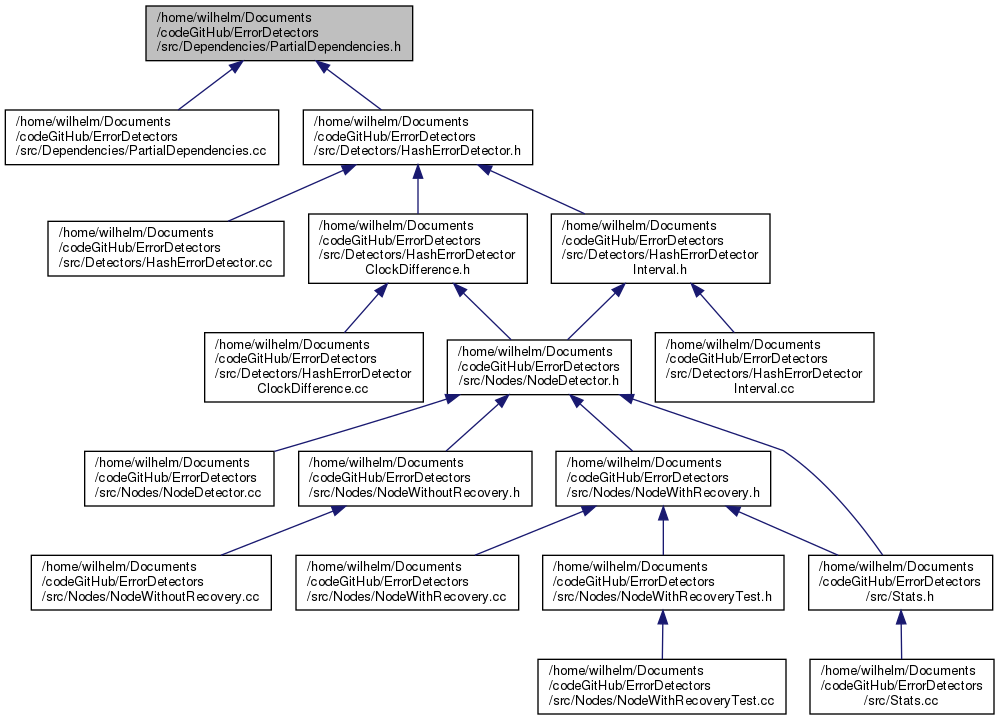 /home/wilhelm/Documents
/codeGitHub/ErrorDetectors
/src/Dependencies/PartialDependencies.h
/home/wilhelm/Documents
/codeGitHub/ErrorDetectors
/src/Dependencies/PartialDependencies.cc
/home/wilhelm/Documents
/codeGitHub/ErrorDetectors
/src/Detectors/HashErrorDetector.h
/home/wilhelm/Documents
/codeGitHub/ErrorDetectors
/src/Detectors/HashErrorDetector.cc
/home/wilhelm/Documents
/codeGitHub/ErrorDetectors
/src/Detectors/HashErrorDetector
ClockDifference.h
/home/wilhelm/Documents
/codeGitHub/ErrorDetectors
/src/Detectors/HashErrorDetector
Interval.h
/home/wilhelm/Documents
/codeGitHub/ErrorDetectors
/src/Detectors/HashErrorDetector
ClockDifference.cc
/home/wilhelm/Documents
/codeGitHub/ErrorDetectors
/src/Nodes/NodeDetector.h
/home/wilhelm/Documents
/codeGitHub/ErrorDetectors
/src/Detectors/HashErrorDetector
Interval.cc
/home/wilhelm/Documents
/codeGitHub/ErrorDetectors
/src/Nodes/NodeDetector.cc
/home/wilhelm/Documents
/codeGitHub/ErrorDetectors
/src/Nodes/NodeWithoutRecovery.h
/home/wilhelm/Documents
/codeGitHub/ErrorDetectors
/src/Nodes/NodeWithRecovery.h
/home/wilhelm/Documents
/codeGitHub/ErrorDetectors
/src/Nodes/NodeWithoutRecovery.cc
/home/wilhelm/Documents
/codeGitHub/ErrorDetectors
/src/Nodes/NodeWithRecovery.cc
/home/wilhelm/Documents
/codeGitHub/ErrorDetectors
/src/Nodes/NodeWithRecoveryTest.h
/home/wilhelm/Documents
/codeGitHub/ErrorDetectors
/src/Stats.h
/home/wilhelm/Documents
/codeGitHub/ErrorDetectors
/src/Nodes/NodeWithRecoveryTest.cc
/home/wilhelm/Documents
/codeGitHub/ErrorDetectors
/src/Stats.cc